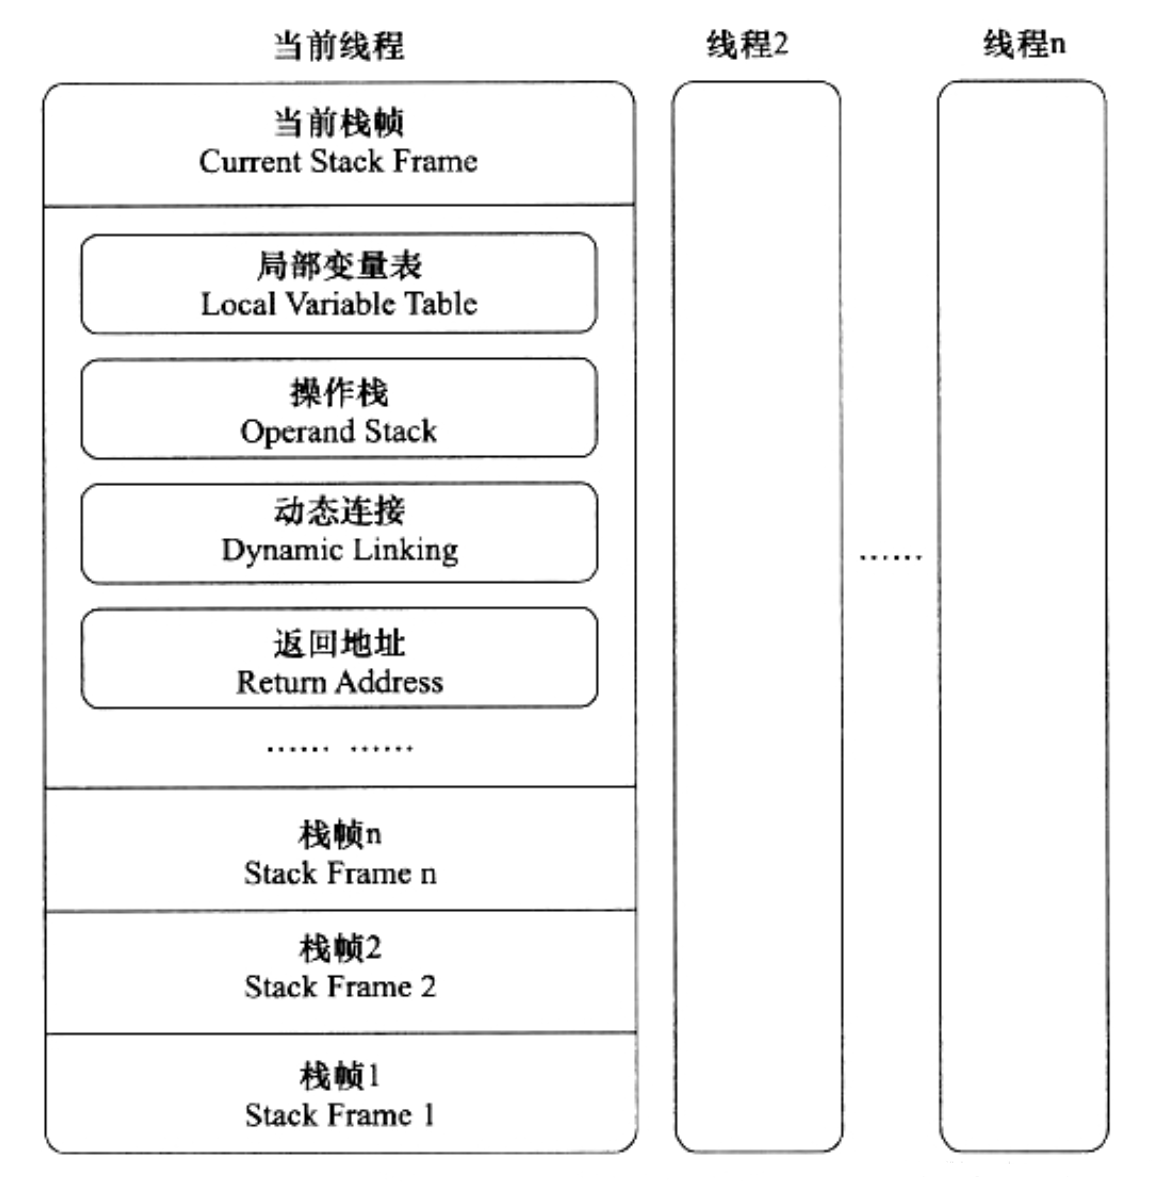 当前线程
线程2
线程n
当前栈帧
Current Stack Frame
局部变量表
Local Variable Table
操作栈
Operand Stack
动态连接
Dynamic Linking
返回地址
Return Address
…… ……
……
栈帧n
Stack Frame n
栈帧2
Stack Frame 2
栈帧1
Stack Frame 1